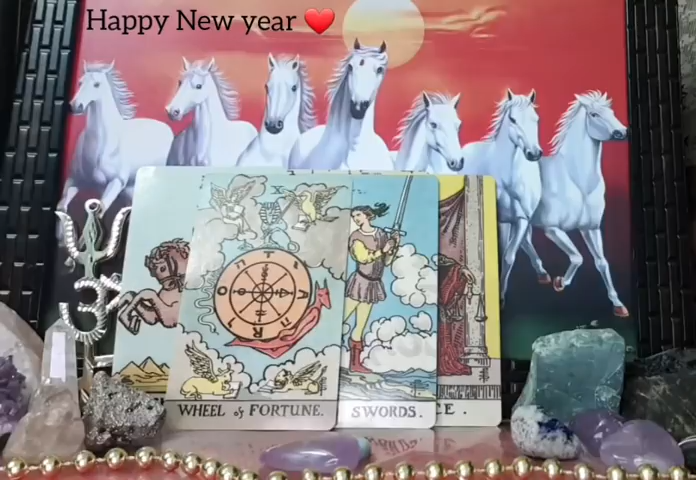 Happy New year ❤️
X
T
A
R
O
WHEEL of FORTUNE.
SWORDS.
CE.